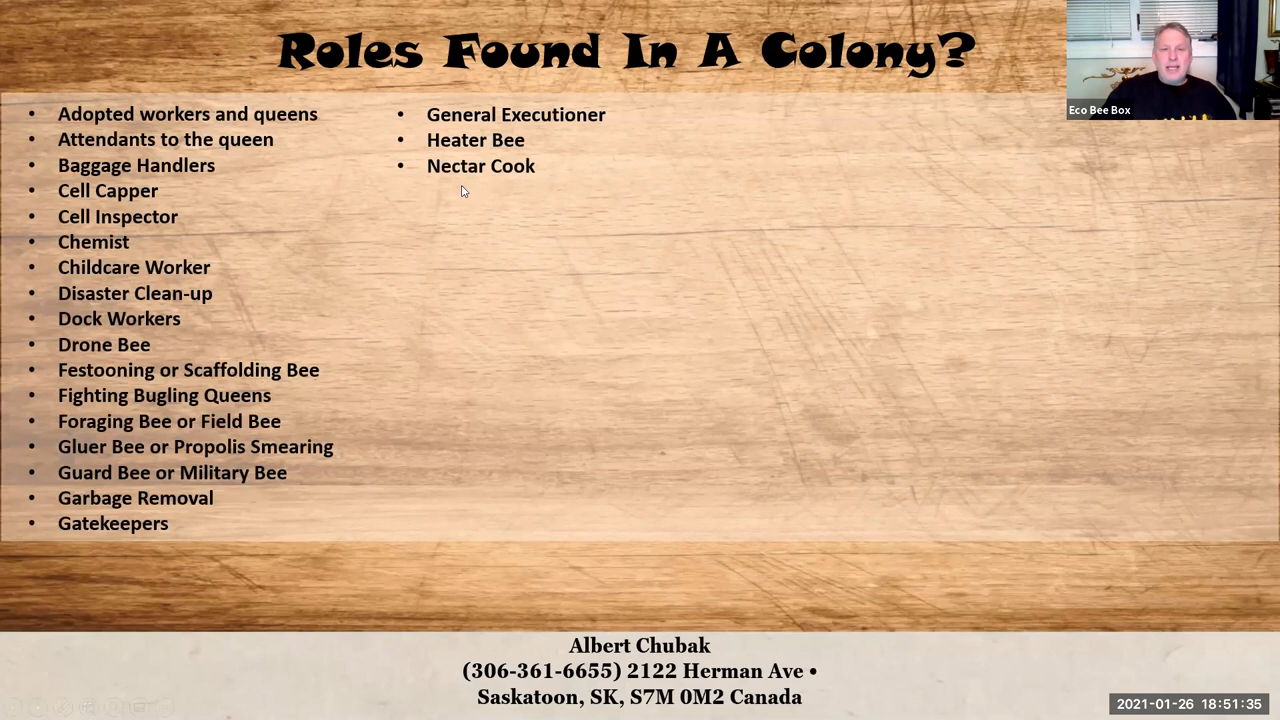 Roles Found In A Colony?
Eco Bee Box
• Adopted workers and queens
• Attendants to the queen
• Baggage Handlers
• Cell Capper
• Cell Inspector
• Chemist
• Childcare Worker
• Disaster Clean-up
• Dock Workers
• Drone Bee
• Festooning or Scaffolding Bee
• Fighting Bugling Queens
• Foraging Bee or Field Bee
• Gluer Bee or Propolis Smearing
• Guard Bee or Military Bee
• Garbage Removal
• Gatekeepers
• General Executioner
• Heater Bee
• Nectar Cook
Albert Chubak
(306-361-6655) 2122 Herman Ave •
Saskatoon, SK, S7M 0M2 Canada
2021-01-26 18:51:35